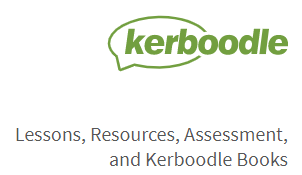 kerboodle
Lessons, Resources, Assessment,
and Kerboodle Books